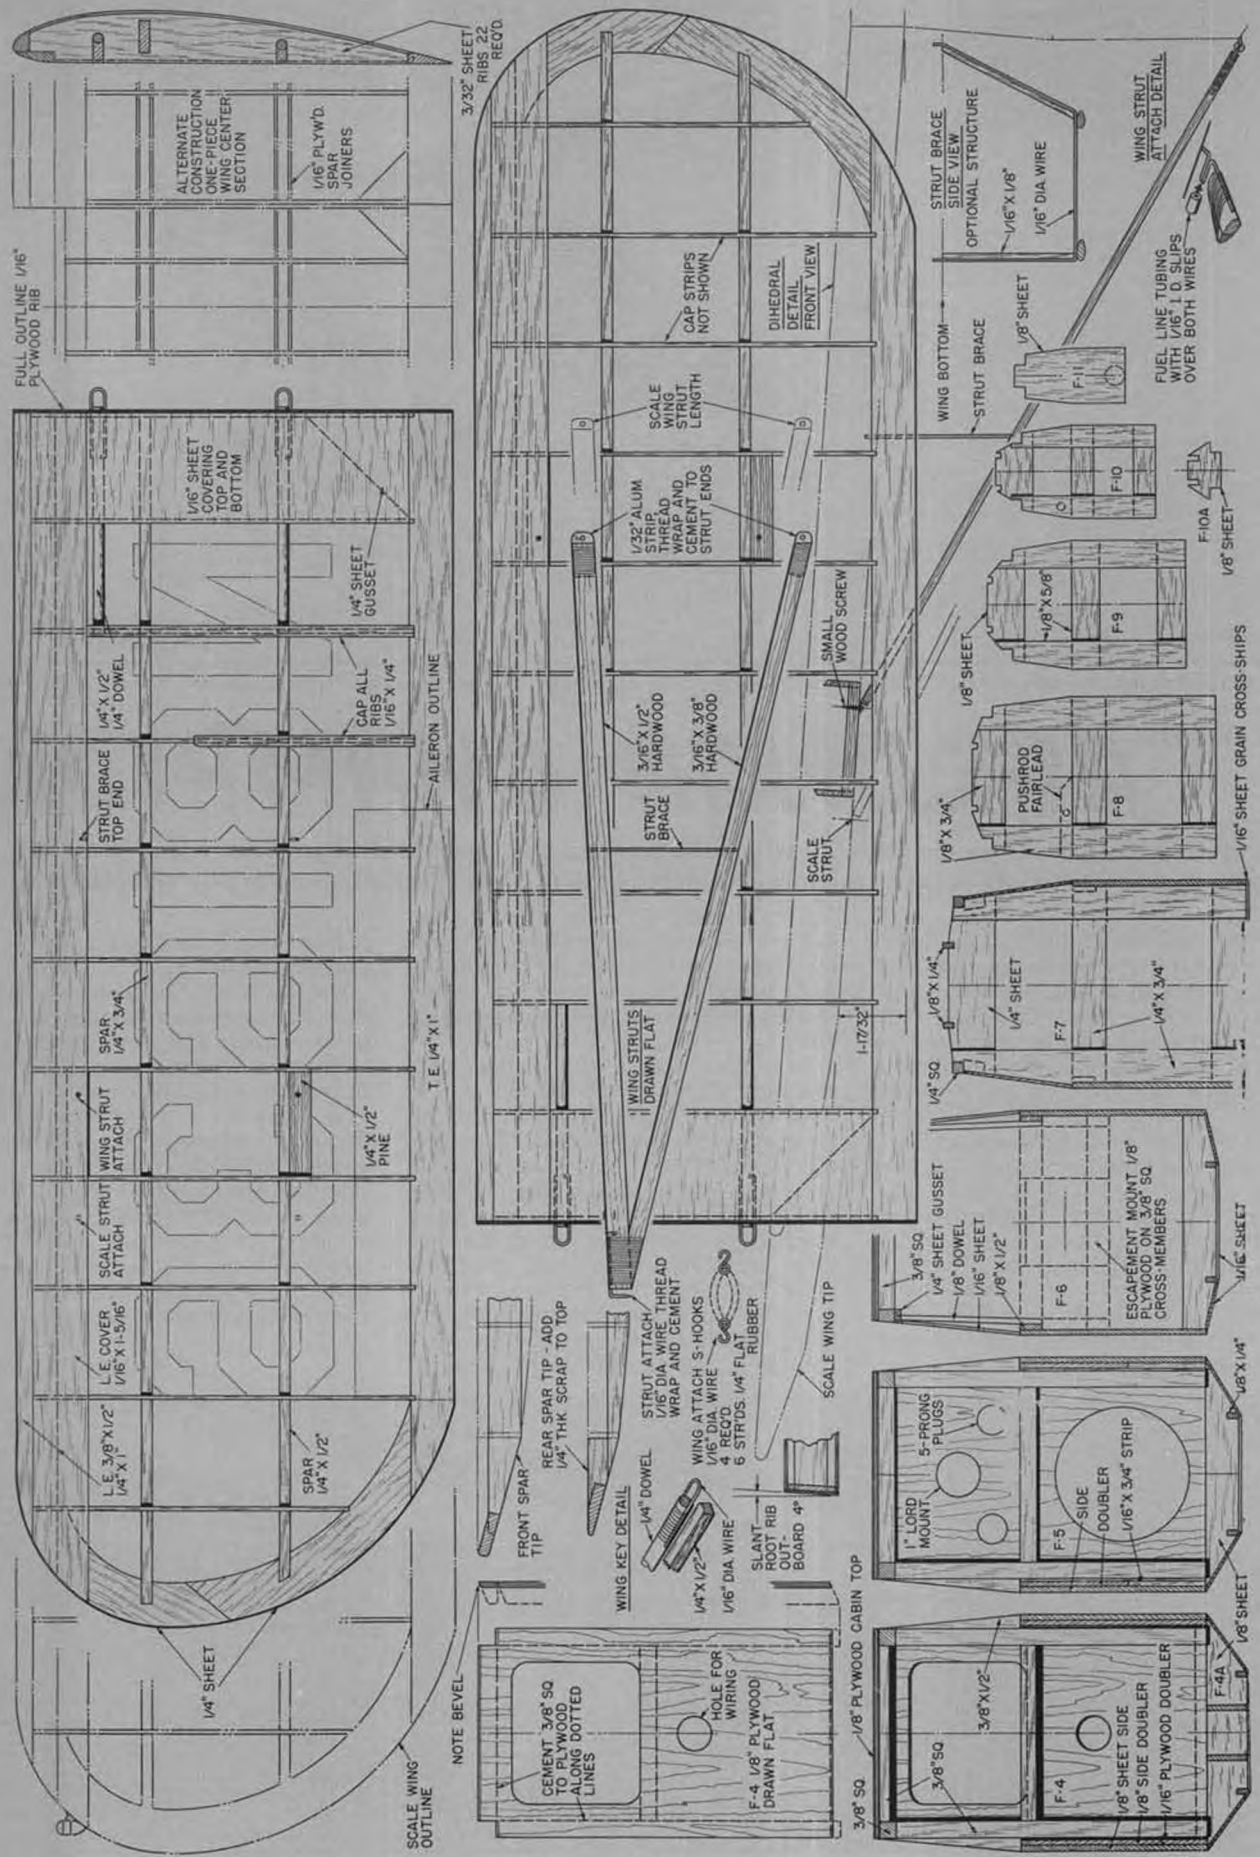 FULL OUTLINE 1/16"
PLYWOOD RIB
ALTERNATE
CONSTRUCTION
ONE-PIECE
WING CENTER
SECTION
1/16" PLYW'D.
SPAR
JOINERS
3/32" SHEET
RIBS 22
REQ'D.
1/4" SHEET
SCALE WING
OUTLINE
L.E. 3/8" X 1/2"
1/4" X 1"
L.E. COVER
1/16" X 1-5/16"
SCALE STRUT
ATTACH
WING STRUT
ATTACH
SPAR
1/4" X 3/4"
STRUT BRACE
TOP END
1/4" X 1/2"
1/4" DOWEL
1/16" SHEET
COVERING
TOP AND
BOTTOM
SPAR
1/4" X 1/2"
1/4" X 1/2"
PINE
CAP ALL
RIBS
1/16" X 1/4"
1/4" SHEET
GUSSET
T.E. 1/4" X 1"
AILERON OUTLINE
NOTE BEVEL
CEMENT 3/8" SQ
TO PLYWOOD
ALONG DOTTED
LINES
HOLE FOR
WIRING
F-4 1/8" PLYWOOD
DRAWN FLAT
FRONT SPAR
TIP
REAR SPAR TIP - ADD
1/4" THK SCRAP TO TOP
WING KEY DETAIL
1/4" DOWEL
1/4" X 1/2"
1/16" DIA. WIRE
STRUT ATTACH
1/16" DIA. WIRE THREAD
WRAP AND CEMENT
WING ATTACH S-HOOKS
1/16" DIA. WIRE
4 REQ'D
6 STR'DS. 1/4" FLAT
RUBBER
SLANT
ROOT RIB
OUT-
BOARD 4°
SCALE WING TIP
WING STRUTS
DRAWN FLAT
STRUT
BRACE
3/16" X 1/2"
HARDWOOD
3/16" X 3/8"
HARDWOOD
1/32" ALUM
STRIP,
THREAD
WRAP AND
CEMENT TO
STRUT ENDS
SCALE
WING
STRUT
LENGTH
CAP STRIPS
NOT SHOWN
DIHEDRAL
DETAIL
FRONT VIEW
SMALL
WOOD SCREW
SCALE
STRUT
1-17/32"
WING BOTTOM
STRUT BRACE
STRUT BRACE
SIDE VIEW
OPTIONAL STRUCTURE
1/16" X 1/8"
1/16" DIA WIRE
WING STRUT
ATTACH DETAIL
FUEL LINE TUBING
WITH 1/16" I.D. SLIPS
OVER BOTH WIRES
3/8" SQ
1/8" PLYWOOD CABIN TOP
3/8" SQ
3/8" X 1/2"
F-4
1/8" SHEET SIDE
1/8" SIDE DOUBLER
1/16" PLYWOOD DOUBLER
F-4A
1/8" SHEET
1" LORD
MOUNT
5-PRONG
PLUGS
F-5
SIDE
DOUBLER
1/16" X 3/4" STRIP
1/8" X 1/4"
3/8" SQ
1/4" SHEET GUSSET
1/8" DOWEL
1/16" SHEET
1/8" X 1/2"
F-6
ESCAPEMENT MOUNT 1/8"
PLYWOOD ON 3/8" SQ
CROSS-MEMBERS
1/16" SHEET
1/4" SQ
1/8" X 1/4"
1/4" SHEET
F-7
1/4" X 3/4"
1/16" SHEET GRAIN CROSS-SHIPS
1/8" X 3/4"
PUSHROD
FAIRLEAD
F-8
1/8" SHEET
1/8" X 5/8"
F-9
F-10
F-10A
1/8" SHEET
F-11
1/8" SHEET